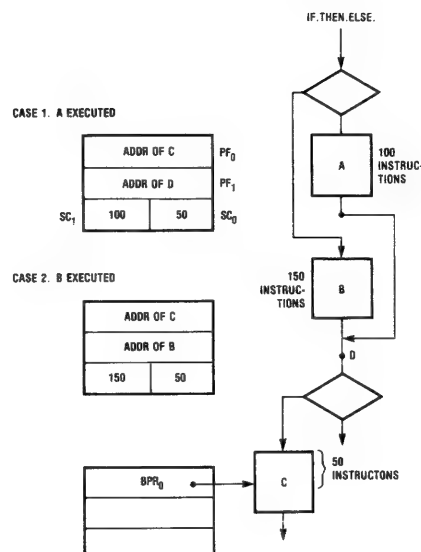 IF.THEN.ELSE.
CASE 1. A EXECUTED
ADDR OF C PF0
ADDR OF D PF1
SC1 100 50 SC0
A
100
INSTRUC-
TIONS
CASE 2. B EXECUTED
ADDR OF C
ADDR OF B
150 50
150
INSTRUC-
TIONS
B
D
BPR0
C
50
INSTRUCTONS